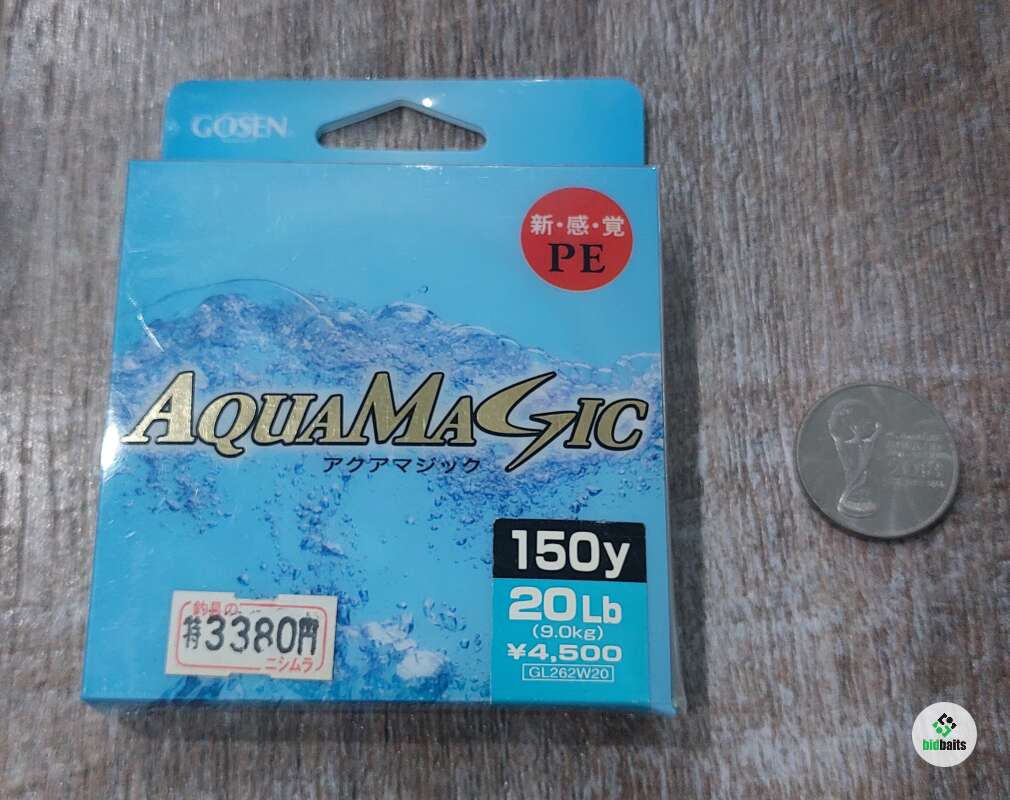 GOSEN
新・感・覚
PE
AQUAMAGIC
アクアマジック
150y
20Lb
(9.0kg)
¥4,500
GL262W20
釣具の
特3380円
ニシムラ
bidbaits